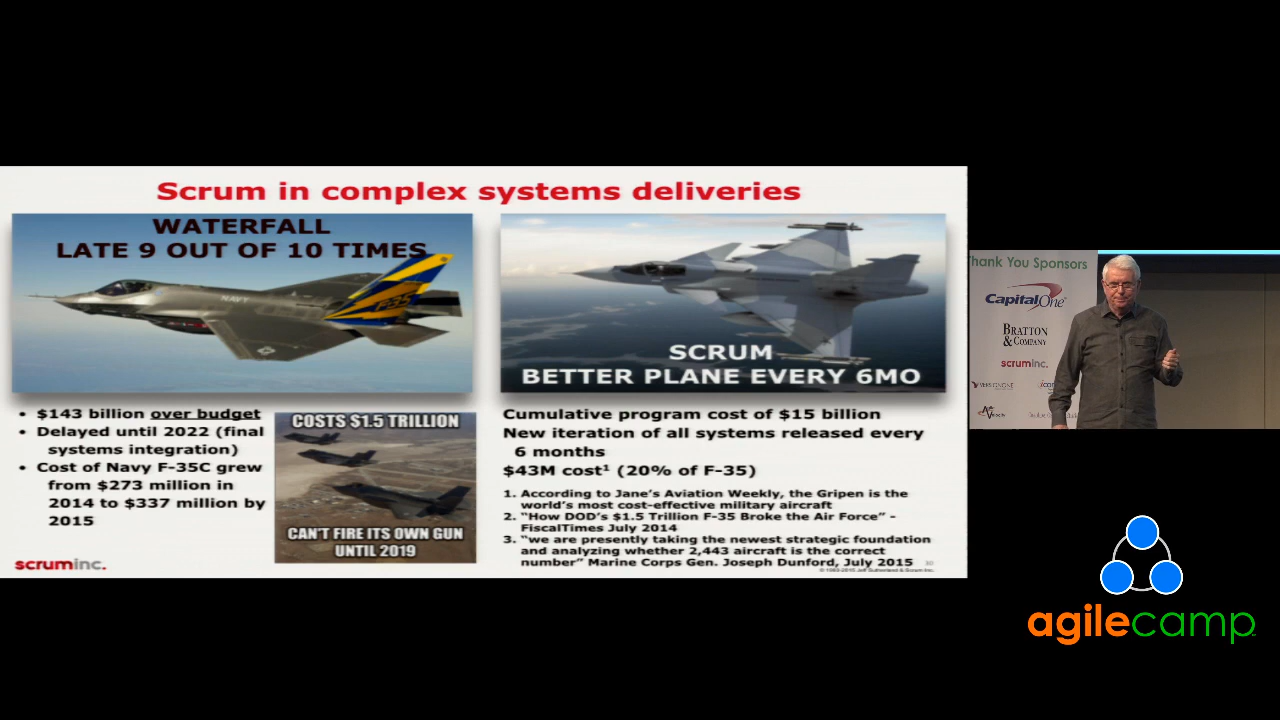 Scrum in complex systems deliveries
WATERFALL
LATE 9 OUT OF 10 TIMES
NAVY
F-35
SCRUM
BETTER PLANE EVERY 6MO
• $143 billion over budget
• Delayed until 2022 (final
systems integration)
• Cost of Navy F-35C grew
from $273 million in
2014 to $337 million by
2015
COSTS $1.5 TRILLION
CAN'T FIRE ITS OWN GUN
UNTIL 2019
Cumulative program cost of $15 billion
New iteration of all systems released every
6 months
$43M cost¹ (20% of F-35)
1. According to Jane's Aviation Weekly, the Gripen is the
world's most cost-effective military aircraft
2. "How DOD's $1.5 Trillion F-35 Broke the Air Force" -
FiscalTimes July 2014
3. "we are presently taking the newest strategic foundation
and analyzing whether 2,443 aircraft is the correct
number" Marine Corps Gen. Joseph Dunford, July 2015
scruminc.
Thank You Sponsors
Capital One
BRATTON
& COMPANY
scruminc.
agilecamp